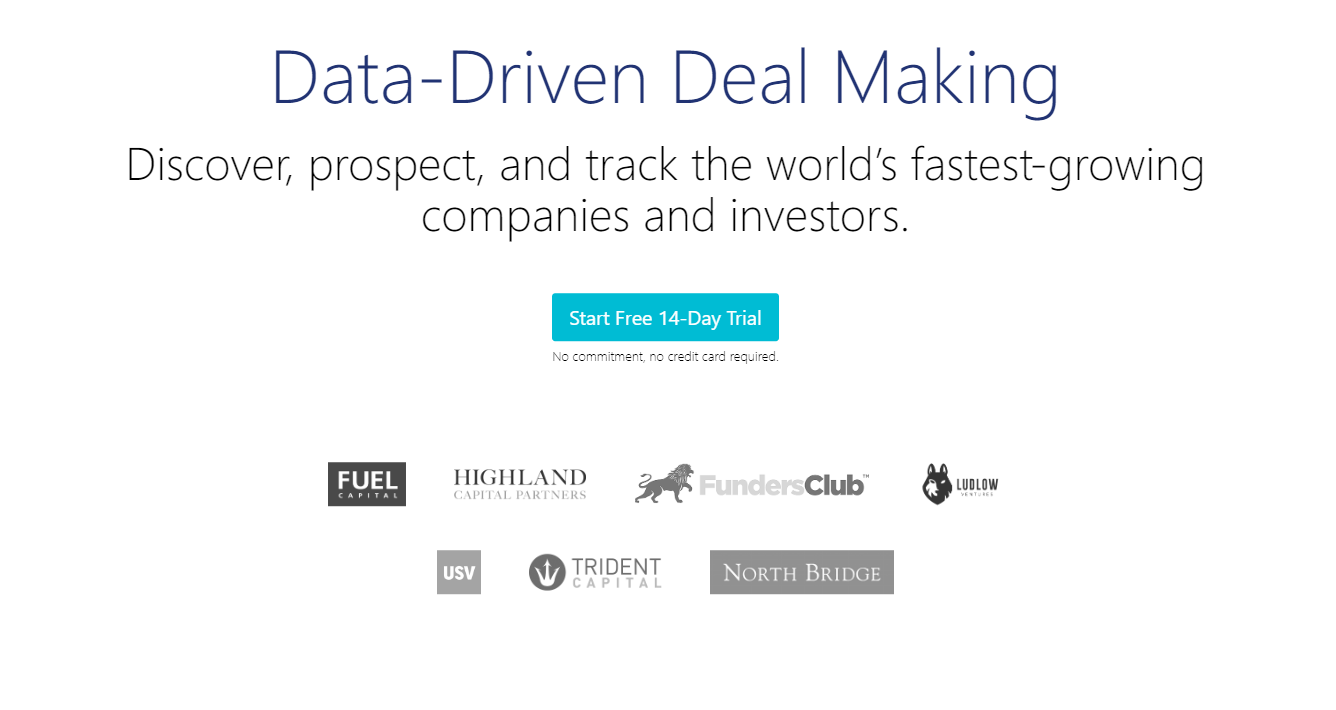 Data-Driven Deal Making
Discover, prospect, and track the world’s fastest-growing
companies and investors.
Start Free 14-Day Trial
No commitment, no credit card required.
FUEL
CAPITAL
HIGHLAND
CAPITAL PARTNERS
FundersClub™
LUDLOW
VENTURES
USV
TRIDENT
CAPITAL
NORTH BRIDGE